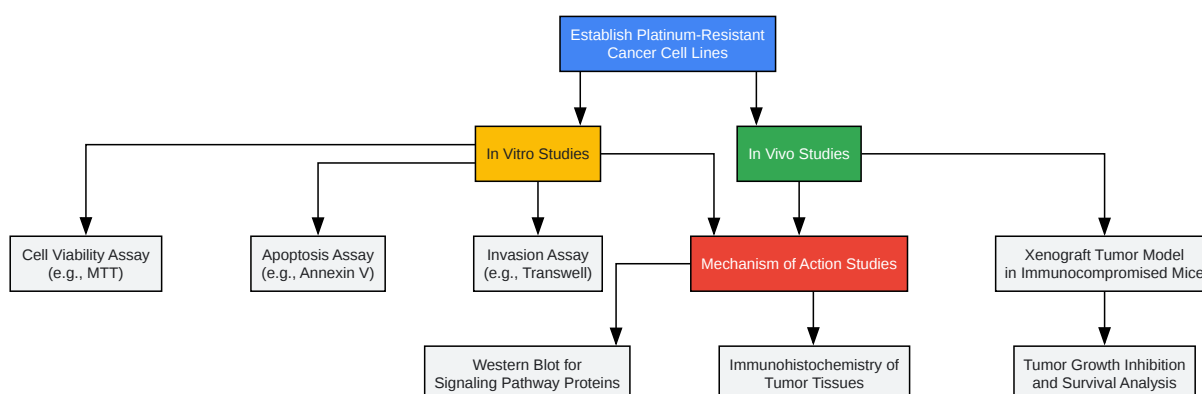 Establish Platinum-Resistant
Cancer Cell Lines
In Vitro Studies
In Vivo Studies
Cell Viability Assay
(e.g., MTT)
Apoptosis Assay
(e.g., Annexin V)
Invasion Assay
(e.g., Transwell)
Mechanism of Action Studies
Xenograft Tumor Model
in Immunocompromised Mice
Western Blot for
Signaling Pathway Proteins
Immunohistochemistry of
Tumor Tissues
Tumor Growth Inhibition
and Survival Analysis